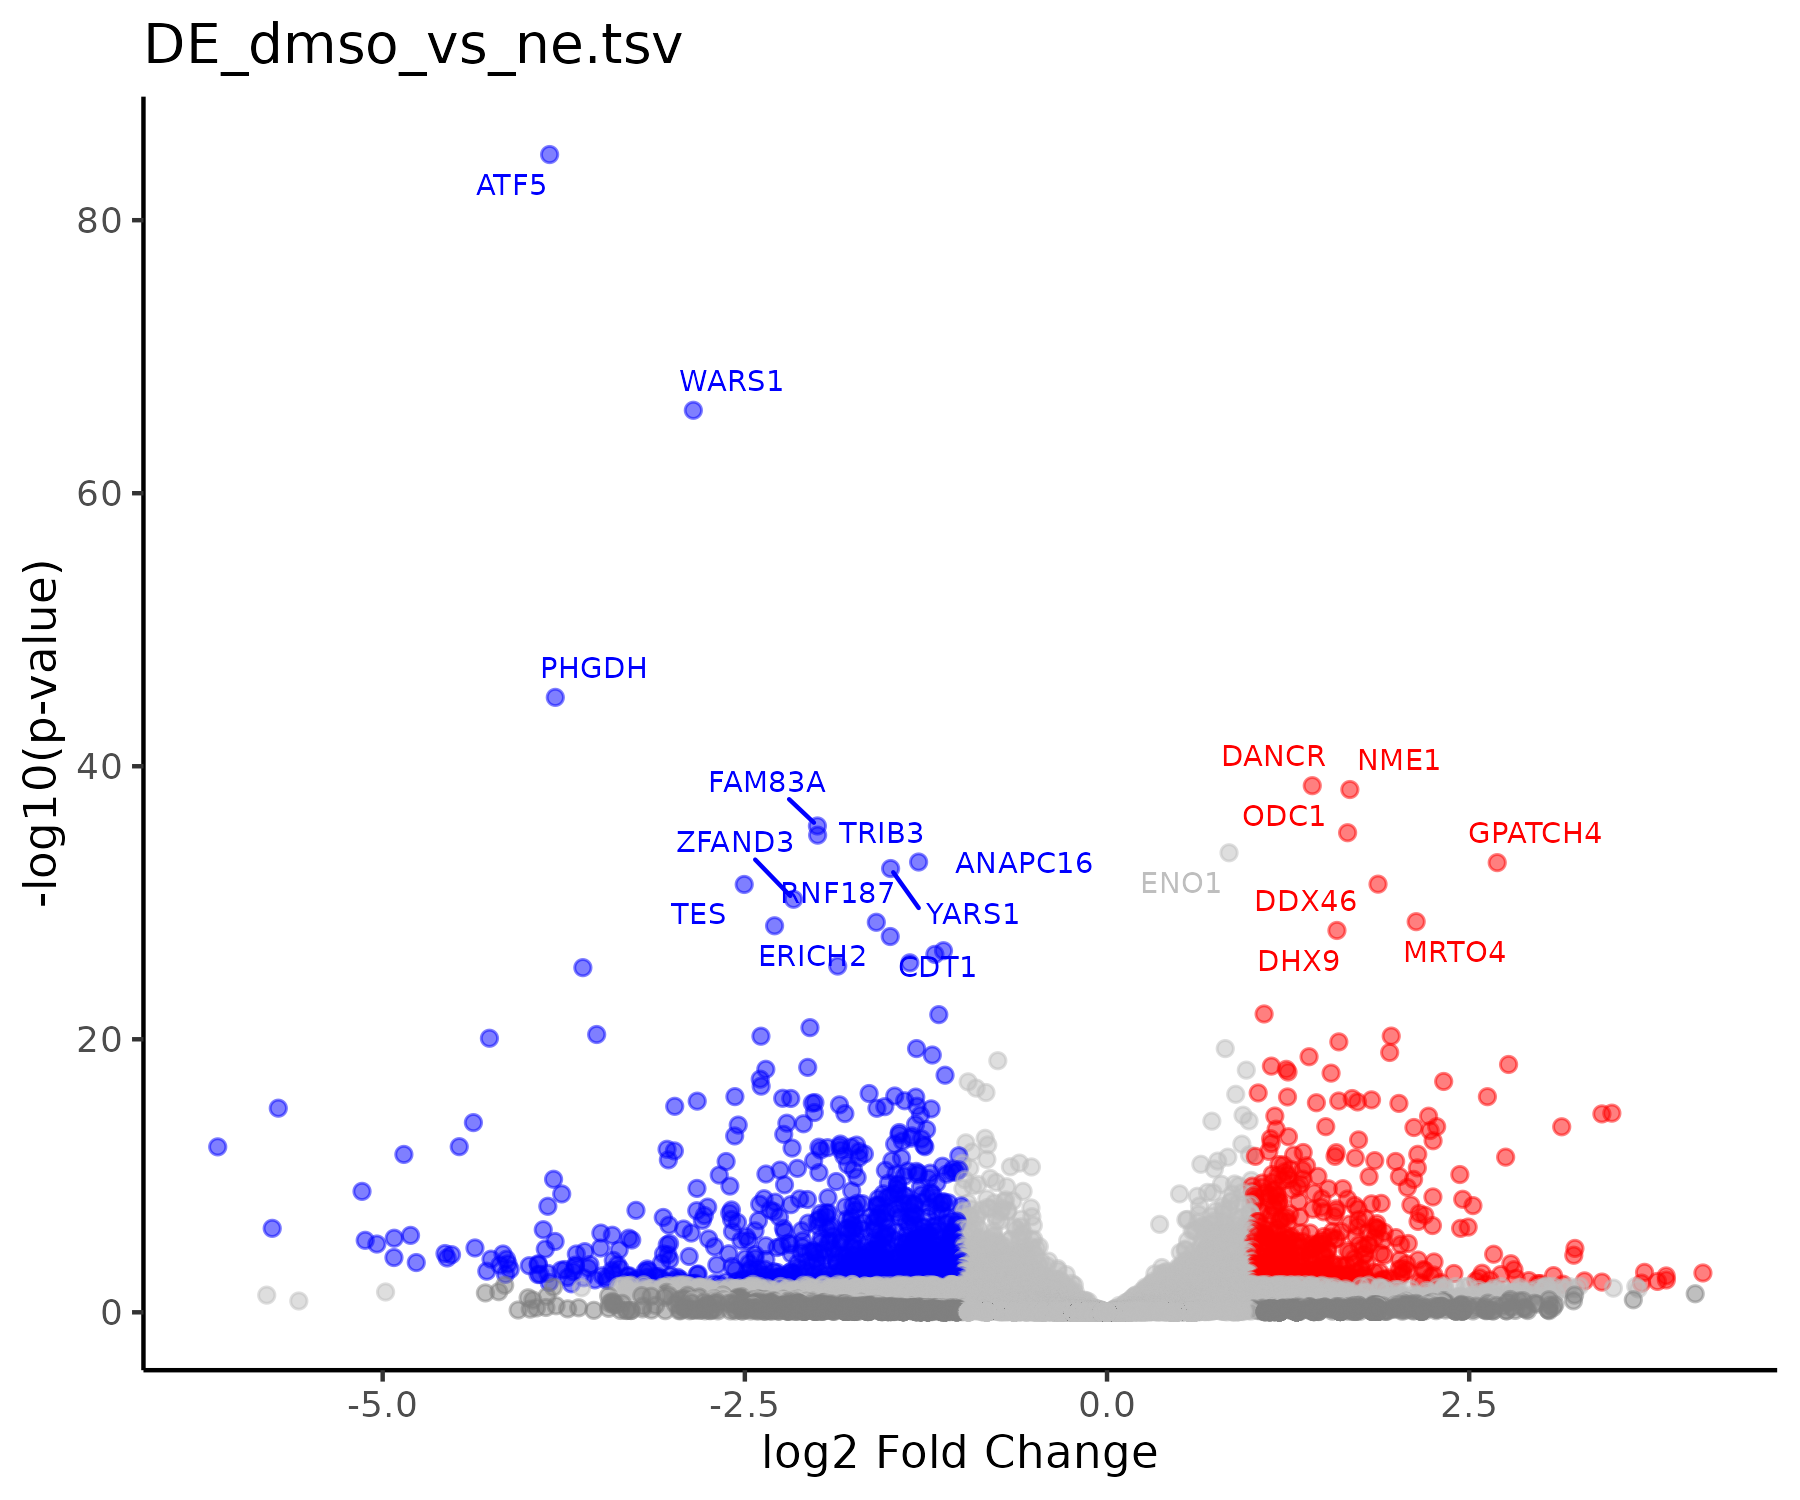 DE_dmso_vs_ne.tsv
ATF5
80
WARS1
60
PHGDH
-log10(p-value)
DANCR
NME1
40
FAM83A
ODC1
ZFAND3
TRIB3
GPATCH4
ANAPC16
ENO1
RNF187
DDX46
TES
YARS1
ERICH2
CDT1
DHX9
MRTO4
20
0
-5.0
-2.5
0.0
2.5
log2 Fold Change